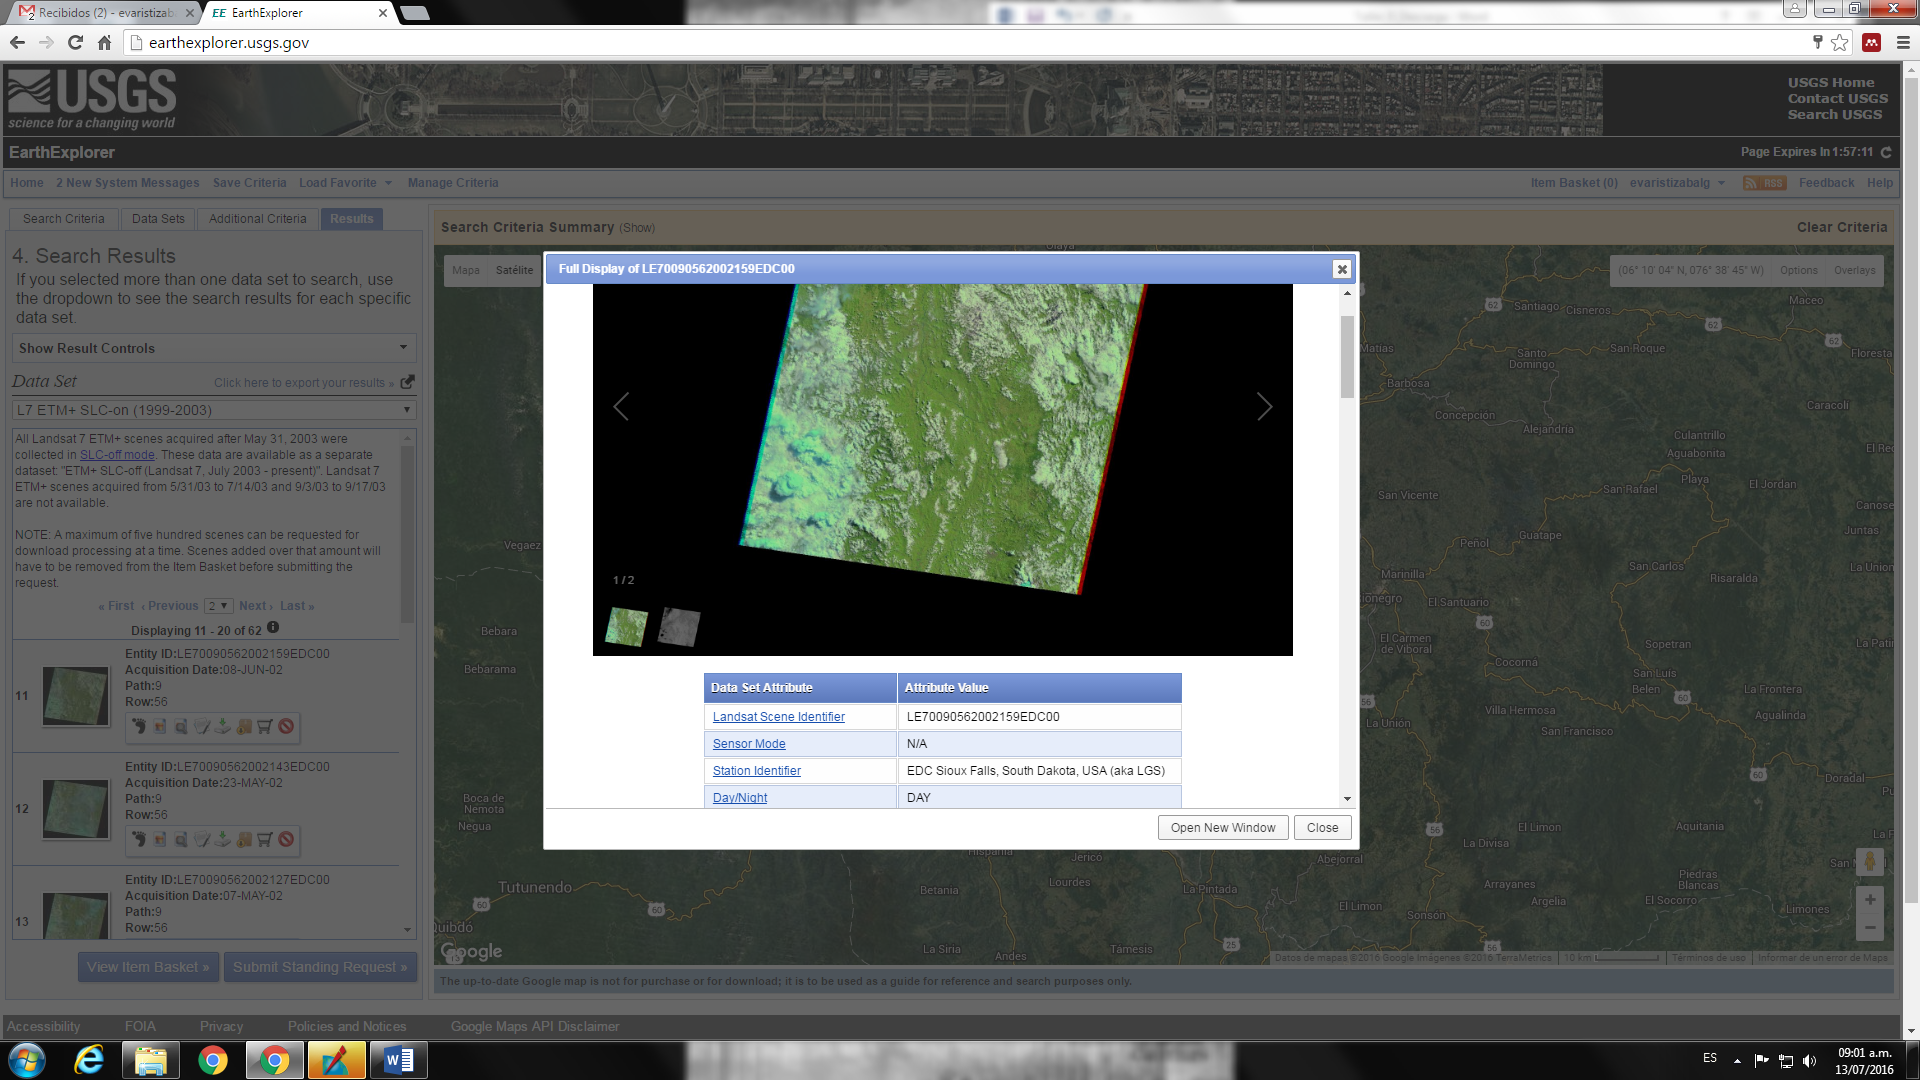 Recibidos (2) - evaristizab
EarthExplorer
earthexplorer.usgs.gov
USGS
science for a changing world
USGS Home
Contact USGS
Search USGS
EarthExplorer
Page Expires In 1:57:11
Home 2 New System Messages Save Criteria Load Favorite Manage Criteria
Item Basket (0) evaristizabalg RSS Feedback Help
Search Criteria Data Sets Additional Criteria Results
4. Search Results
If you selected more than one data set to search, use
the dropdown to see the search results for each specific
data set.
Show Result Controls
Data Set Click here to export your results »
L7 ETM+ SLC-on (1999-2003)
All Landsat 7 ETM+ scenes acquired after May 31, 2003 were
collected in SLC-off mode. These data are available as a separate
dataset: "ETM+ SLC-off (Landsat 7, July 2003 - present)". Landsat 7
ETM+ scenes acquired from 5/31/03 to 7/14/03 and 9/3/03 to 9/17/03
are not available.
NOTE: A maximum of five hundred scenes can be requested for
download processing at a time. Scenes added over that amount will
have to be removed from the Item Basket before submitting the
request.
« First ‹ Previous 2 Next › Last »
Displaying 11 - 20 of 62
11
Entity ID:LE70090562002159EDC00
Acquisition Date:08-JUN-02
Path:9
Row:56
12
Entity ID:LE70090562002143EDC00
Acquisition Date:23-MAY-02
Path:9
Row:56
13
Entity ID:LE70090562002127EDC00
Acquisition Date:07-MAY-02
Path:9
Row:56
View Item Basket » Submit Standing Request »
Search Criteria Summary (Show)
Clear Criteria
Mapa Satélite
(06° 10' 04" N, 076° 38' 45" W) Options Overlays
Full Display of LE70090562002159EDC00
1 / 2
Data Set Attribute Attribute Value
Landsat Scene Identifier LE70090562002159EDC00
Sensor Mode N/A
Station Identifier EDC Sioux Falls, South Dakota, USA (aka LGS)
Day/Night DAY
Open New Window Close
Maceo
Santiago Cisneros
62
62
62
Matías
Santo
Domingo
San Roque
Floresta
Barbosa
Concepción
Caracolí
Alejandría
Culantrillo
Aguabonita
El Rec
San Vicente
San Rafael
Playa
El Jordan
Canose
Juntas
Vegaez
Peñol
Guatape
San Carlos
La Union
Marinilla
Risaralda
El Santuario
60
Bebara
El Carmen
de Viboral
Sopetran
La Pati
Bebarama
Cocorná
San Luis
Belen
60
La Frontera
La Unión
Villa Hermosa
Agualinda
San Francisco
60
Doradal
Boca de
Nemota
Negua
56
El Limon
Aquitania
La Divisa
Jerico
Abejorral
Tutunendo
Betania
Lourdes
La Pintada
Arrayanes
Argelia
Piedras
Blancas
El Socorro
60
60
El Limon
Sonsón
Limones
Quibdó
La Siria
Andes
Támesis
25
56
Google
Datos de mapas ©2016 Google Imágenes ©2016 TerraMetrics 10 km Términos de uso Informar de un error de Maps
The up-to-date Google map is not for purchase or for download; it is to be used as a guide for reference and search purposes only.
Accessibility FOIA Privacy Policies and Notices Google Maps API Disclaimer
ES
09:01 a.m.
13/07/2016